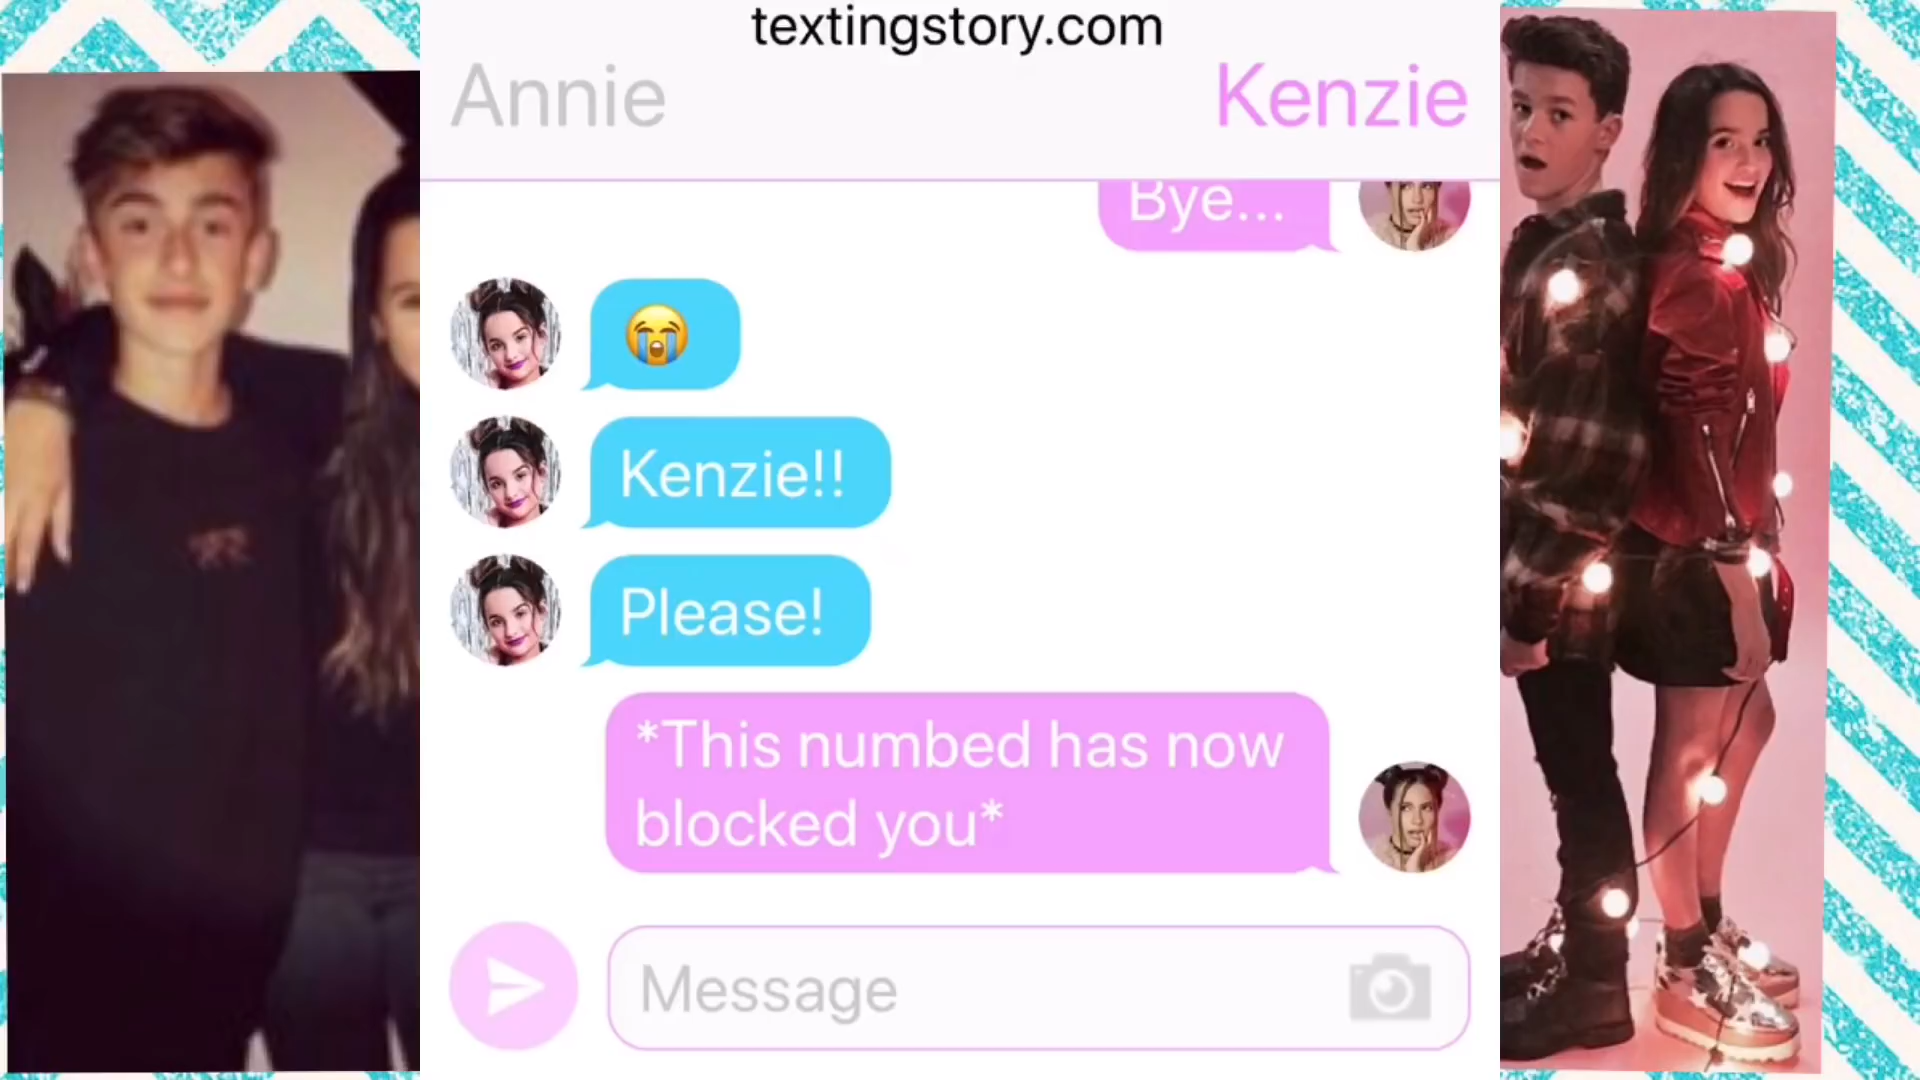 textingstory.com
Annie
Kenzie
Bye...
😭
Kenzie!!
Please!
*This numbed has now
blocked you*
Message